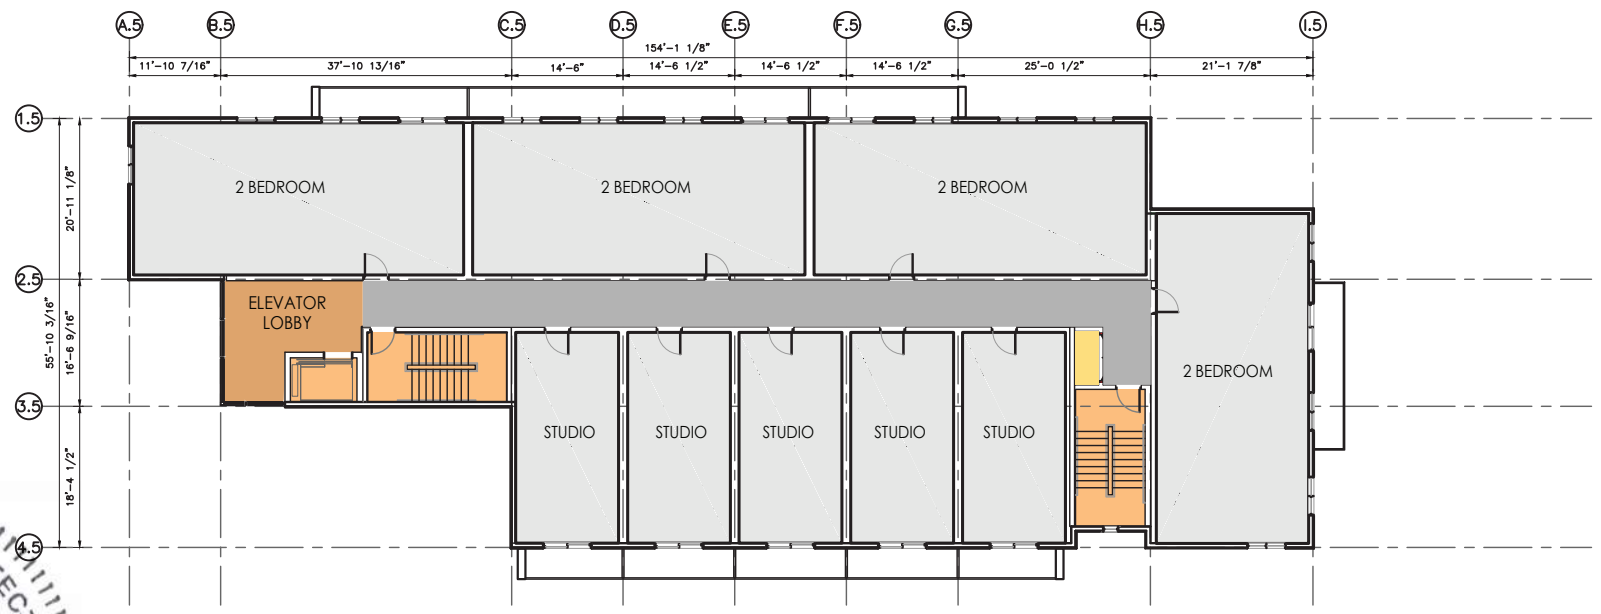 A.5 B.5 C.5 D.5 E.5 F.5 G.5 H.5 I.5
154'-1 1/8"
11'-10 7/16" 37'-10 13/16" 14'-6" 14'-6 1/2" 14'-6 1/2" 14'-6 1/2" 25'-0 1/2" 21'-1 7/8"
1.5
20'-11 1/8"
2 BEDROOM 2 BEDROOM 2 BEDROOM
2.5
ELEVATOR
LOBBY
55'-10 3/16"
16'-6 9/16"
2 BEDROOM
3.5
STUDIO STUDIO STUDIO STUDIO STUDIO
18'-4 1/2"
4.5